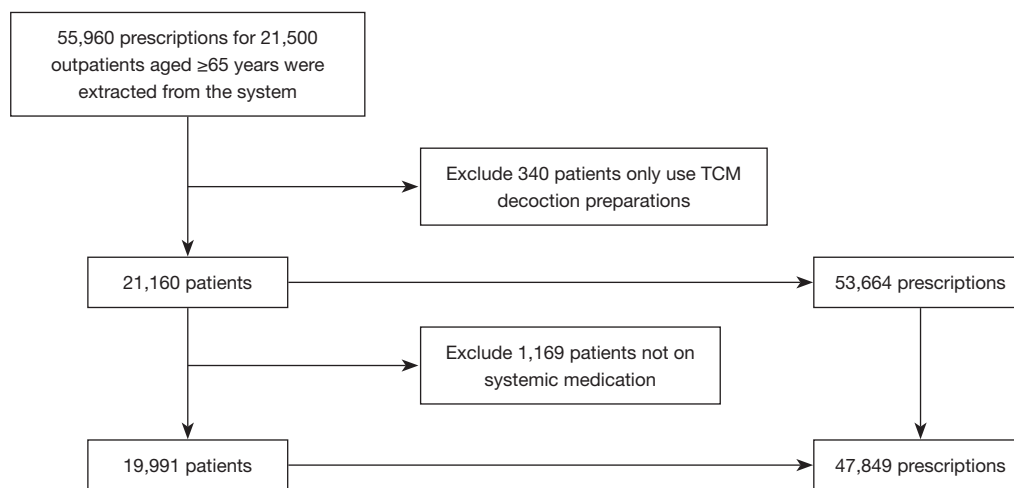 55,960 prescriptions for 21,500
outpatients aged ≥65 years were
extracted from the system
Exclude 340 patients only use TCM
decoction preparations
21,160 patients
53,664 prescriptions
Exclude 1,169 patients not on
systemic medication
19,991 patients
47,849 prescriptions